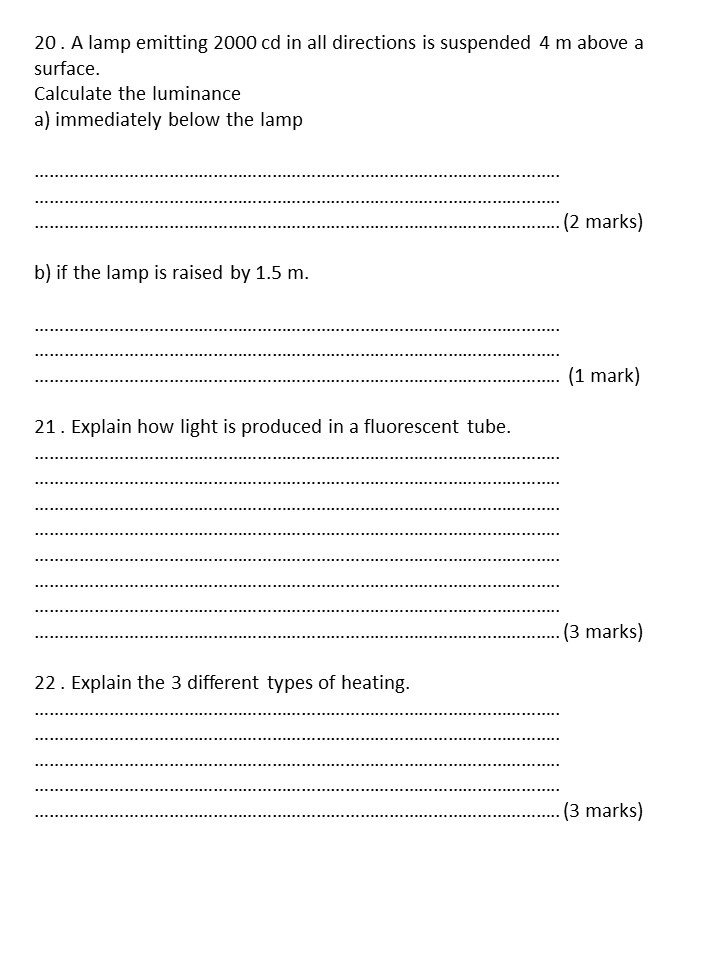 20 . A lamp emitting 2000 cd in all directions is suspended 4 m above a
surface.
Calculate the luminance
a) immediately below the lamp
……………………………………………………………………………………………
……………………………………………………………………………………………
…………………………………………………………………………………………… (2 marks)
b) if the lamp is raised by 1.5 m.
……………………………………………………………………………………………
……………………………………………………………………………………………
…………………………………………………………………………………………… (1 mark)
21 . Explain how light is produced in a fluorescent tube.
……………………………………………………………………………………………
……………………………………………………………………………………………
……………………………………………………………………………………………
……………………………………………………………………………………………
……………………………………………………………………………………………
……………………………………………………………………………………………
……………………………………………………………………………………………
…………………………………………………………………………………………… (3 marks)
22 . Explain the 3 different types of heating.
……………………………………………………………………………………………
……………………………………………………………………………………………
……………………………………………………………………………………………
……………………………………………………………………………………………
…………………………………………………………………………………………… (3 marks)